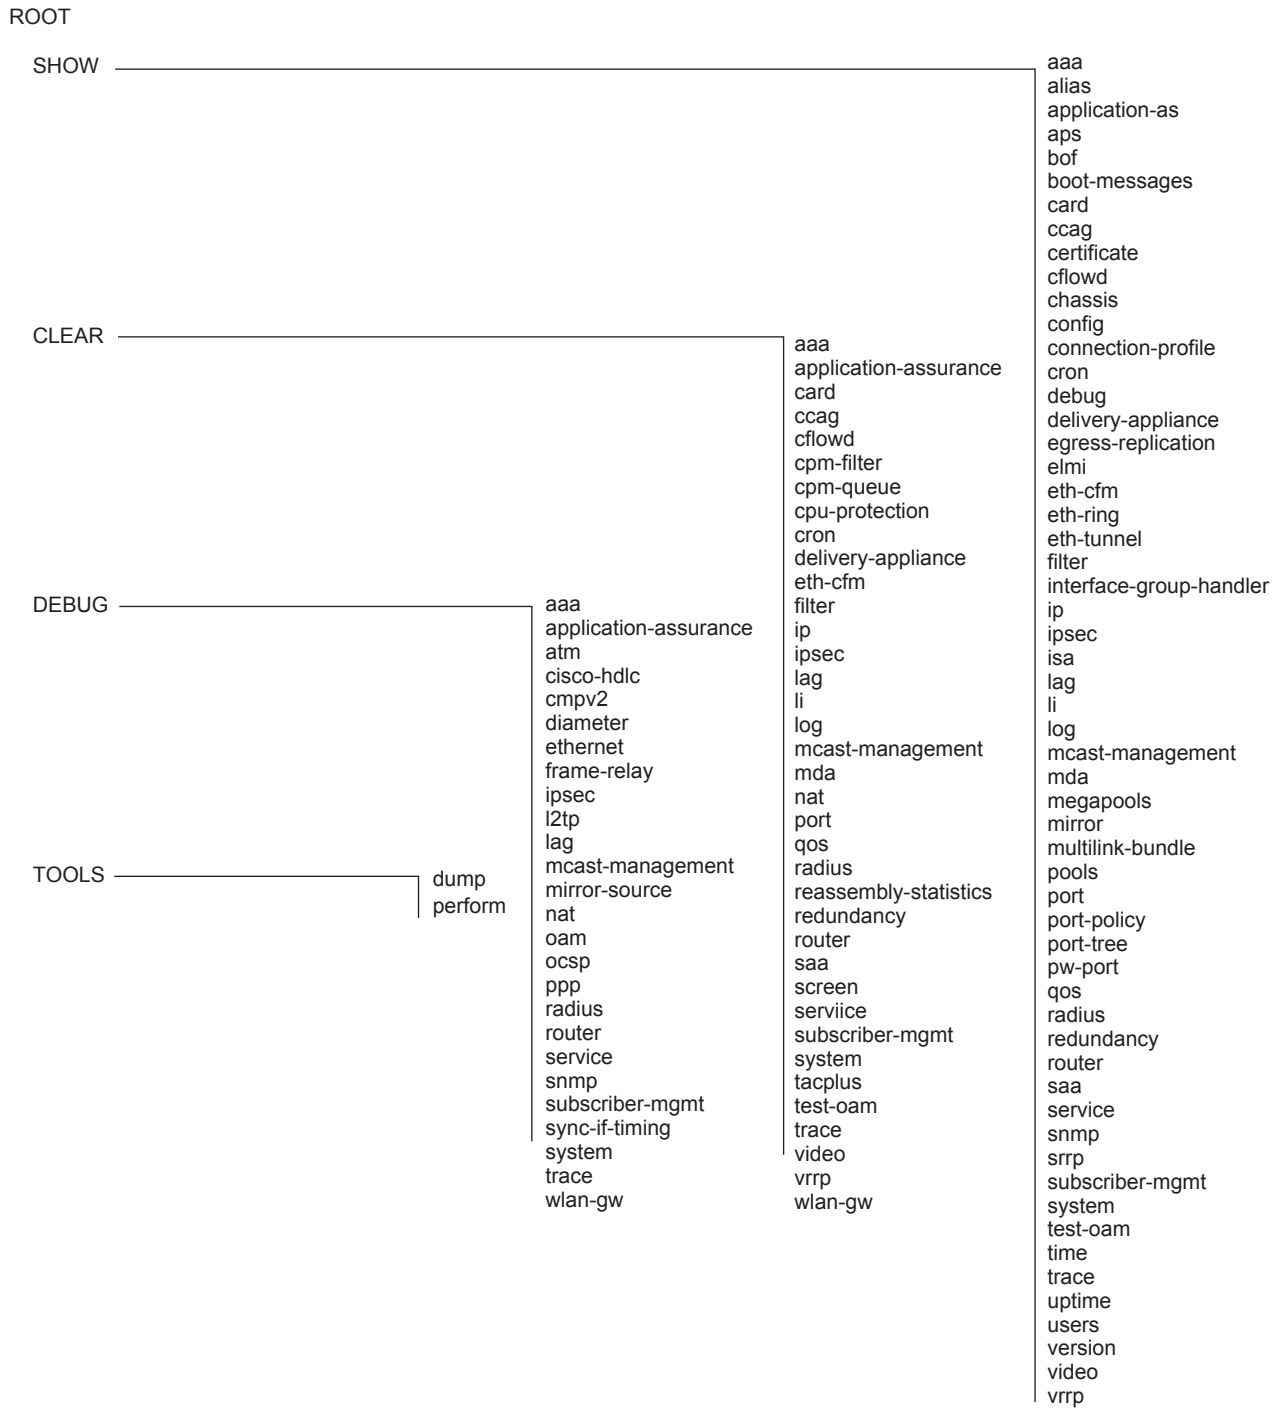 ROOT
SHOW
aaa
alias
application-as
aps
bof
boot-messages
card
ccag
certificate
cflowd
chassis
config
connection-profile
cron
debug
delivery-appliance
egress-replication
elmi
eth-cfm
eth-ring
eth-tunnel
filter
interface-group-handler
ip
ipsec
isa
lag
li
log
mcast-management
mda
megapools
mirror
multilink-bundle
pools
port
port-policy
port-tree
pw-port
qos
radius
redundancy
router
saa
service
snmp
srrp
subscriber-mgmt
system
test-oam
time
trace
uptime
users
version
video
vrrp
CLEAR
aaa
application-assurance
card
ccag
cflowd
cpm-filter
cpm-queue
cpu-protection
cron
delivery-appliance
eth-cfm
filter
ip
ipsec
lag
li
log
mcast-management
mda
nat
port
qos
radius
reassembly-statistics
redundancy
router
saa
screen
serviice
subscriber-mgmt
system
tacplus
test-oam
trace
video
vrrp
wlan-gw
DEBUG
aaa
application-assurance
atm
cisco-hdlc
cmpv2
diameter
ethernet
frame-relay
ipsec
l2tp
lag
mcast-management
mirror-source
nat
oam
ocsp
ppp
radius
router
service
snmp
subscriber-mgmt
sync-if-timing
system
trace
wlan-gw
TOOLS
dump
perform